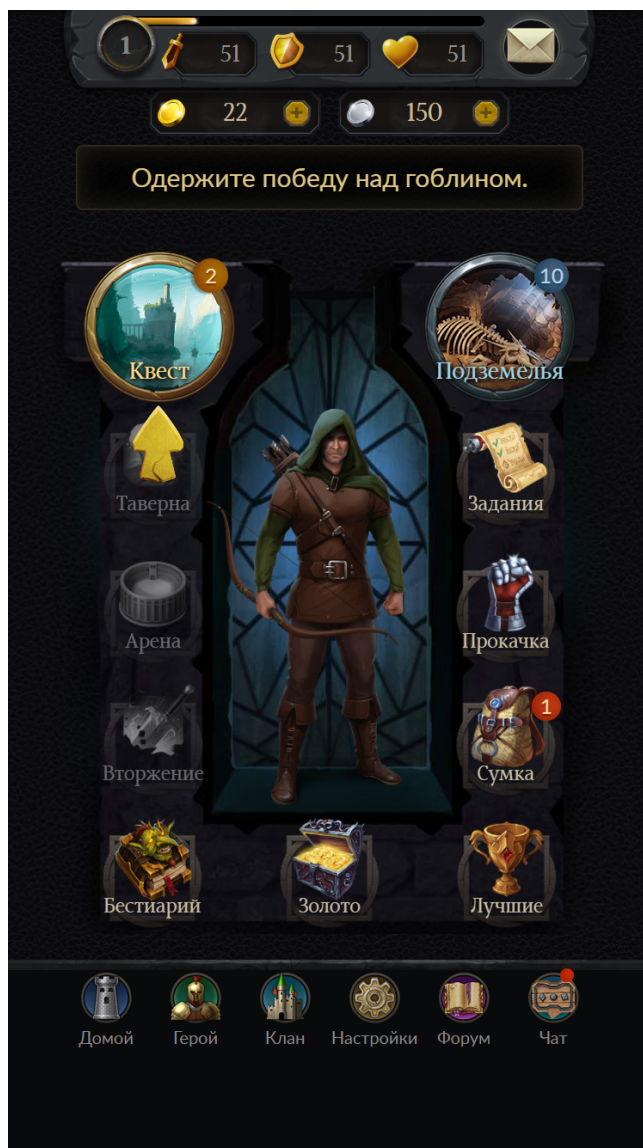 1
51
51
51
22
150
Одержите победу над гоблином.
2
10
Квест
Подземелья
Таверна
Задания
Арена
Прокачка
1
Вторжение
Сумка
Бестиарий
Золото
Лучшие
Домой
Герой
Клан
Настройки
Форум
Чат